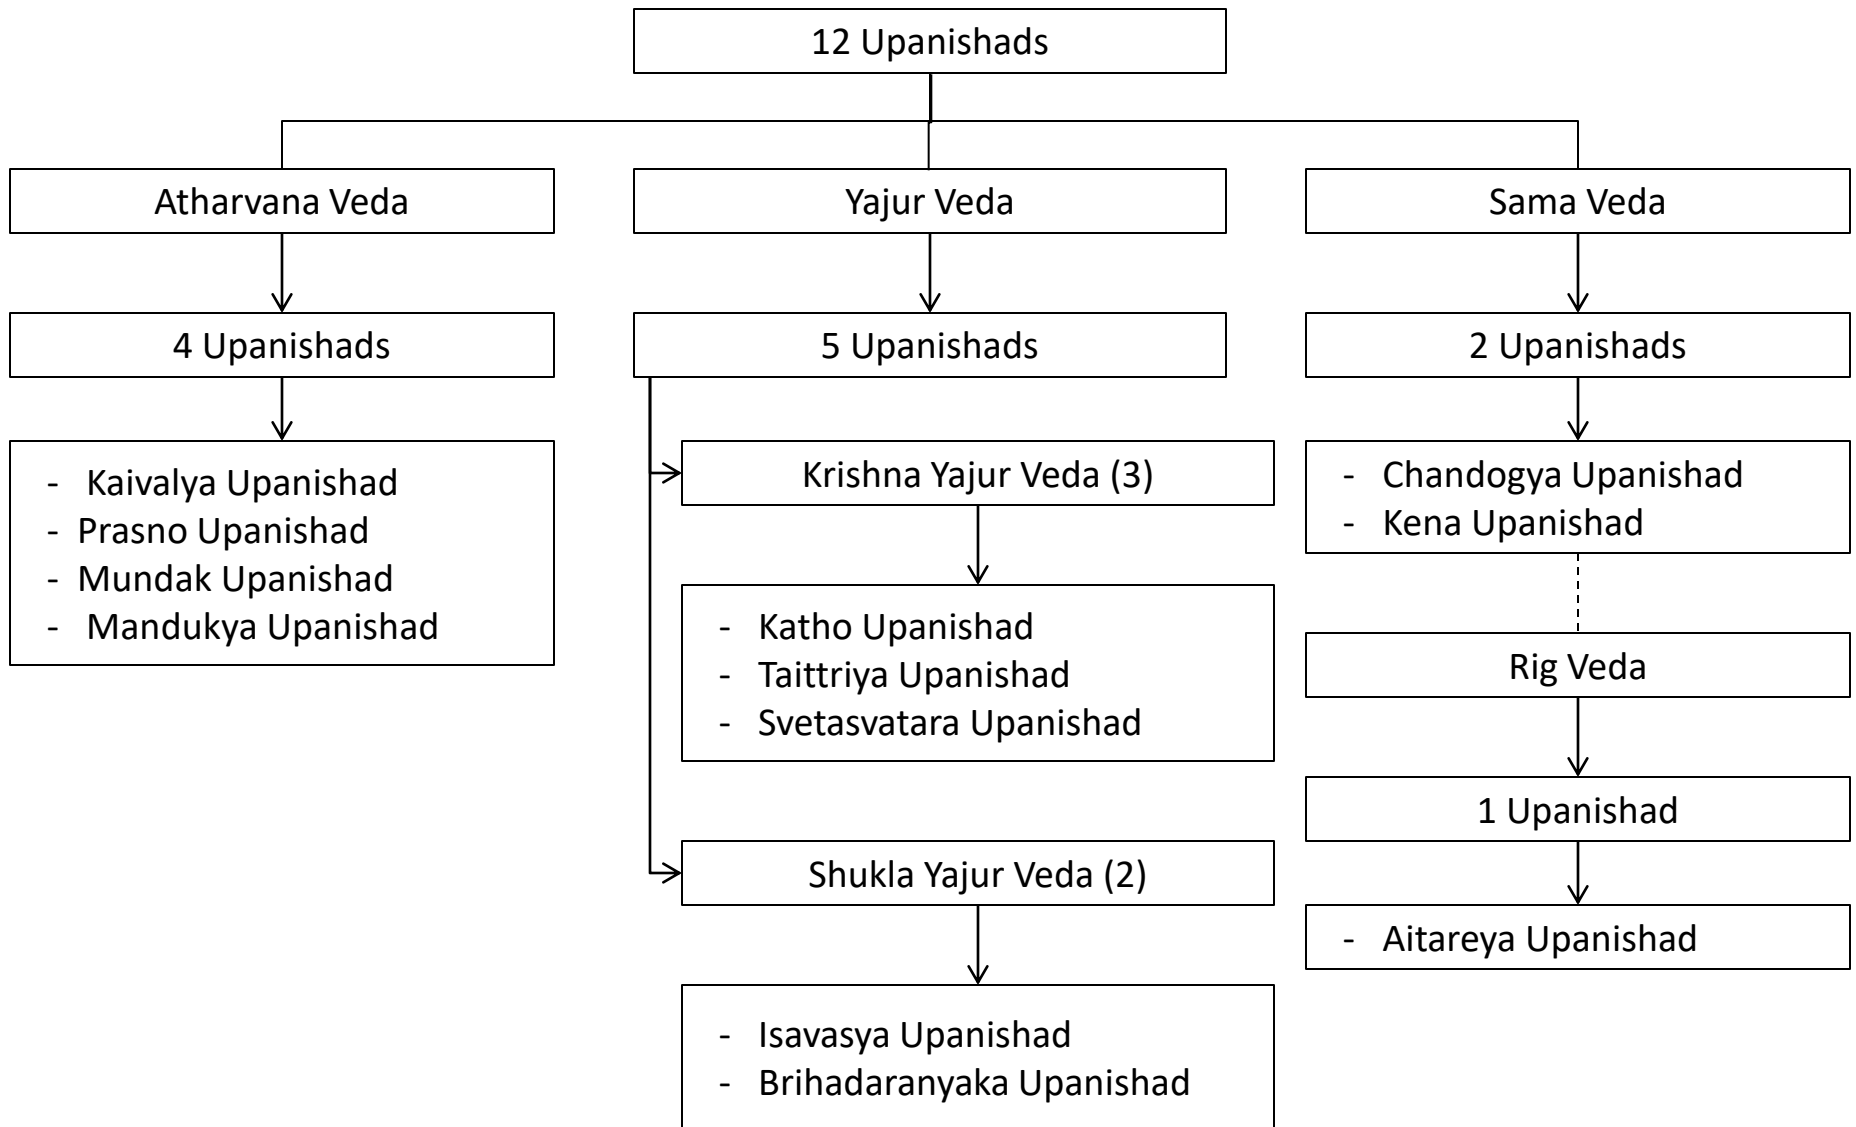 12 Upanishads
Atharvana Veda
Yajur Veda
Sama Veda
4 Upanishads
5 Upanishads
2 Upanishads
- Kaivalya Upanishad
- Prasno Upanishad
- Mundak Upanishad
- Mandukya Upanishad
Krishna Yajur Veda (3)
- Katho Upanishad
- Taittriya Upanishad
- Svetasvatara Upanishad
Shukla Yajur Veda (2)
- Isavasya Upanishad
- Brihadaranyaka Upanishad
- Chandogya Upanishad
- Kena Upanishad
Rig Veda
1 Upanishad
- Aitareya Upanishad